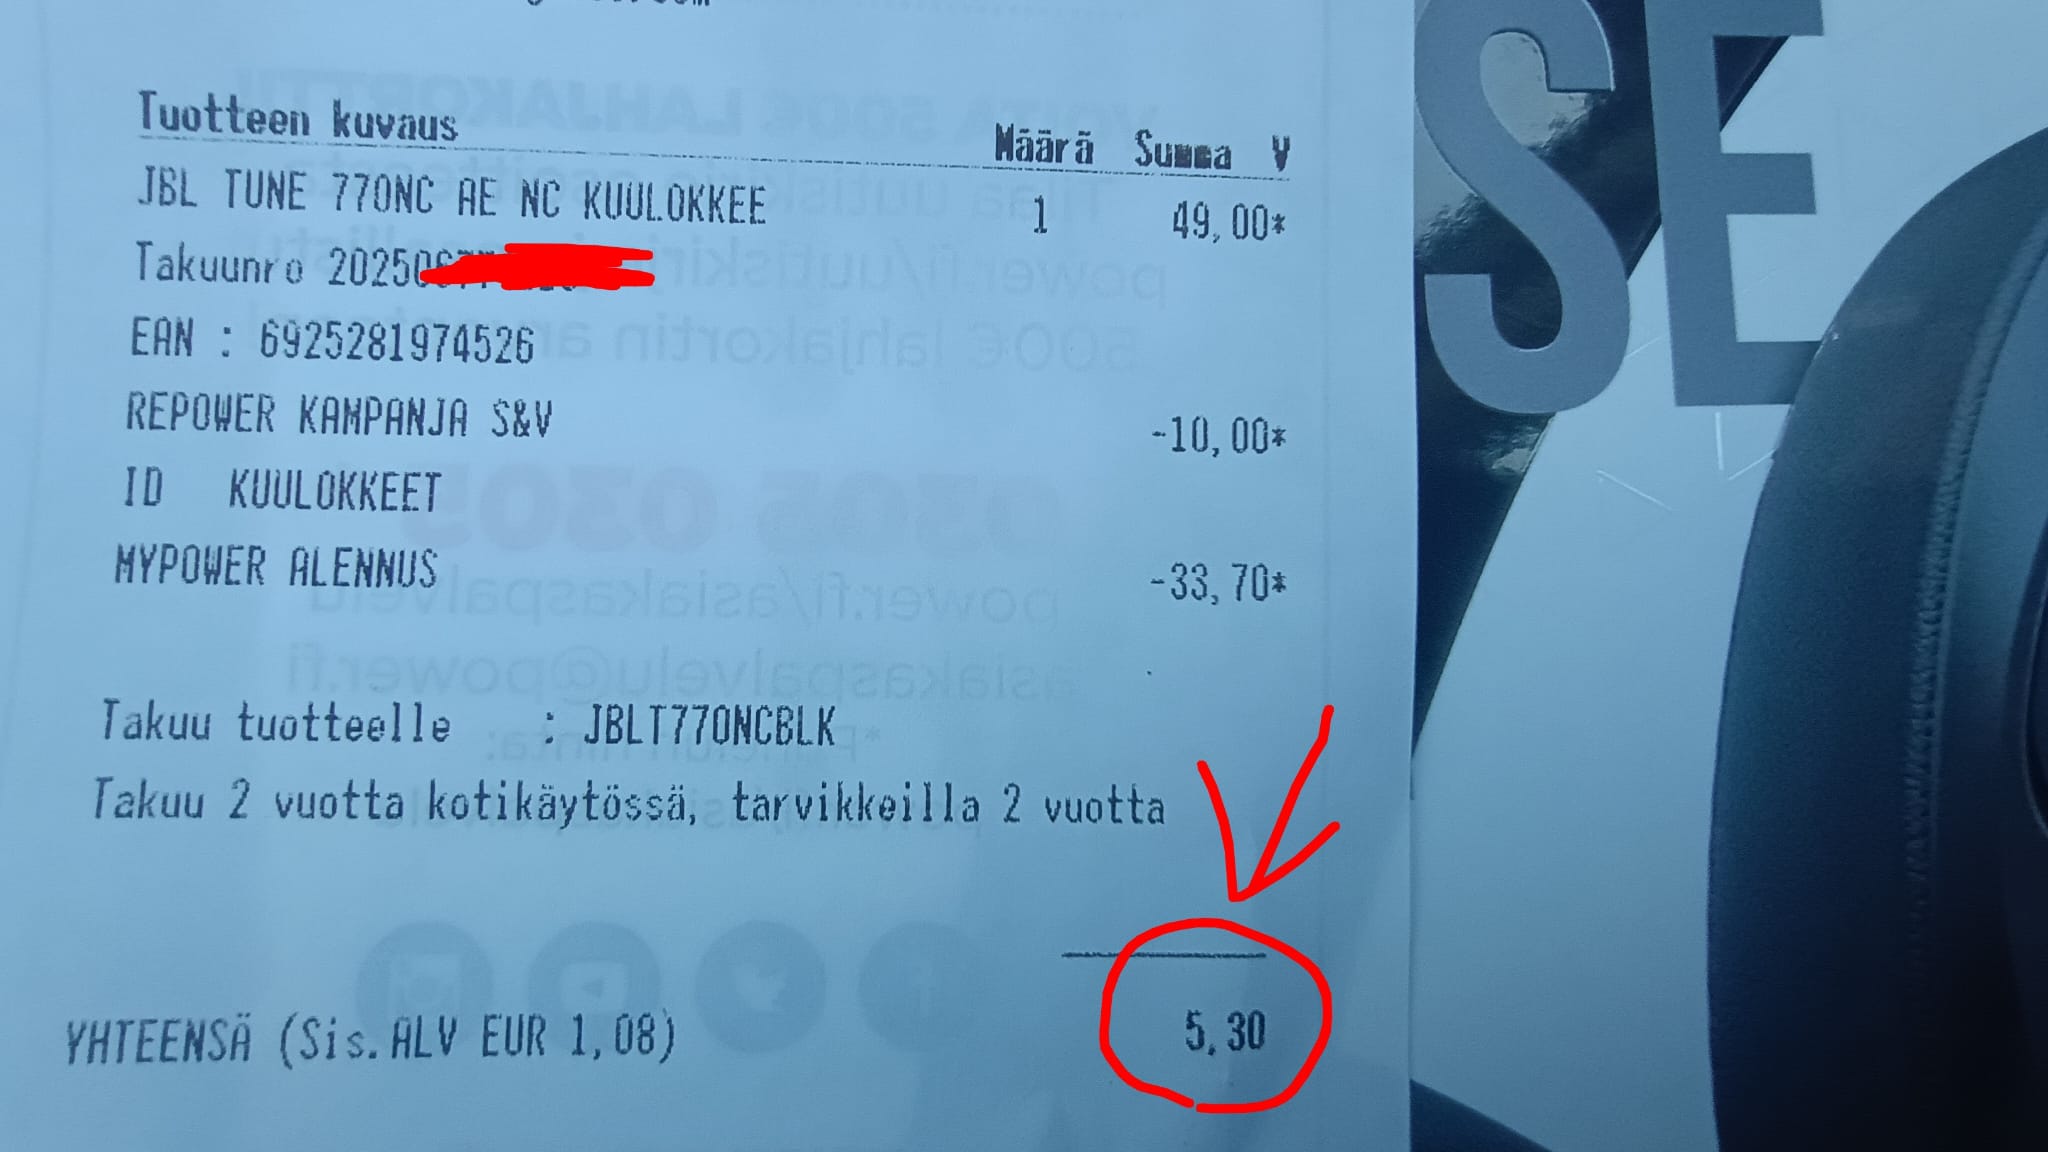 Tuotteen kuvaus Määrä Summa V
JBL TUNE 770NC AE NC KUULOKKEE 1 49,00*
Takuunro 20250
EAN : 6925281974526
REPOWER KAMPANJA S&V -10,00*
ID KUULOKKEET
MYPOWER ALENNUS -33,70*
Takuu tuotteelle : JBLT770NCBLK
Takuu 2 vuotta kotikäytössä, tarvikkeilla 2 vuotta
YHTEENSÄ (Sis.ALV EUR 1,08) 5,30
SE